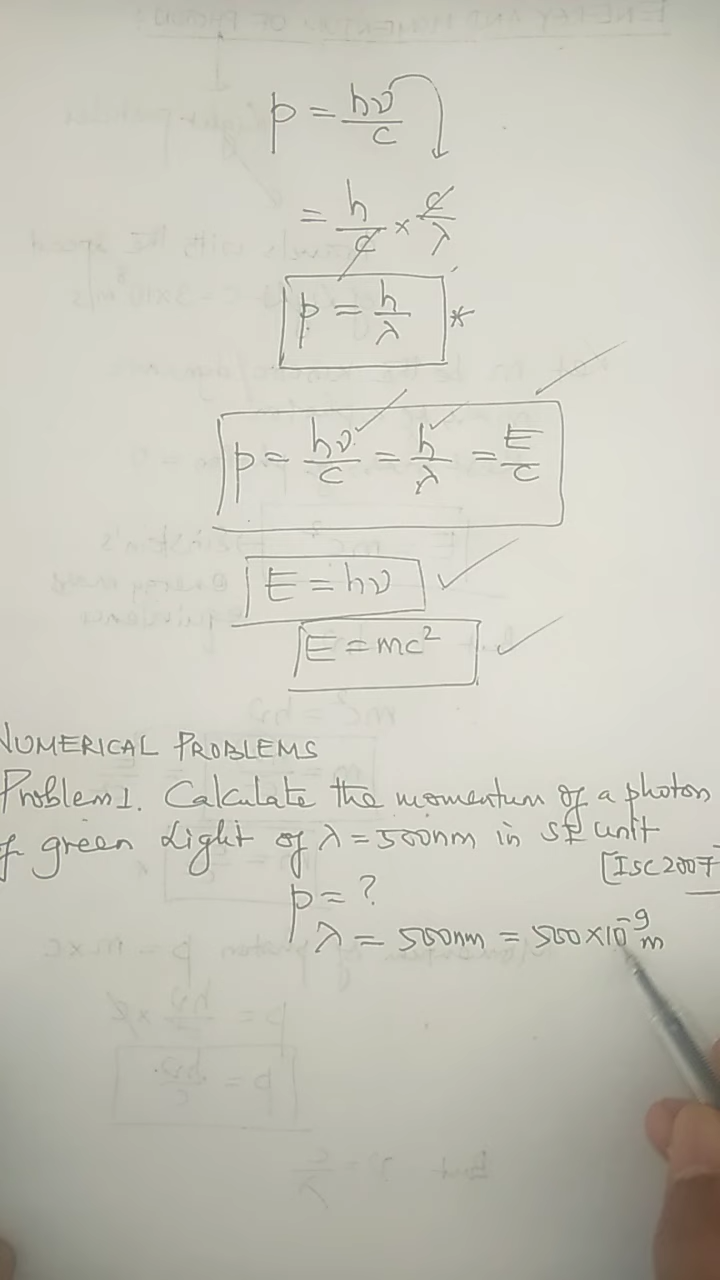 p = hν/c
= h/c × c/λ
p = h/λ *
p = hν/c = h/λ = E/c
E = hν
E = mc²
NUMERICAL PROBLEMS
Problem 1. Calculate the momentum of a photon
of green light of λ = 500nm in SI unit
[ISC 2007
p = ?
λ = 500nm = 500×10⁻⁹ m